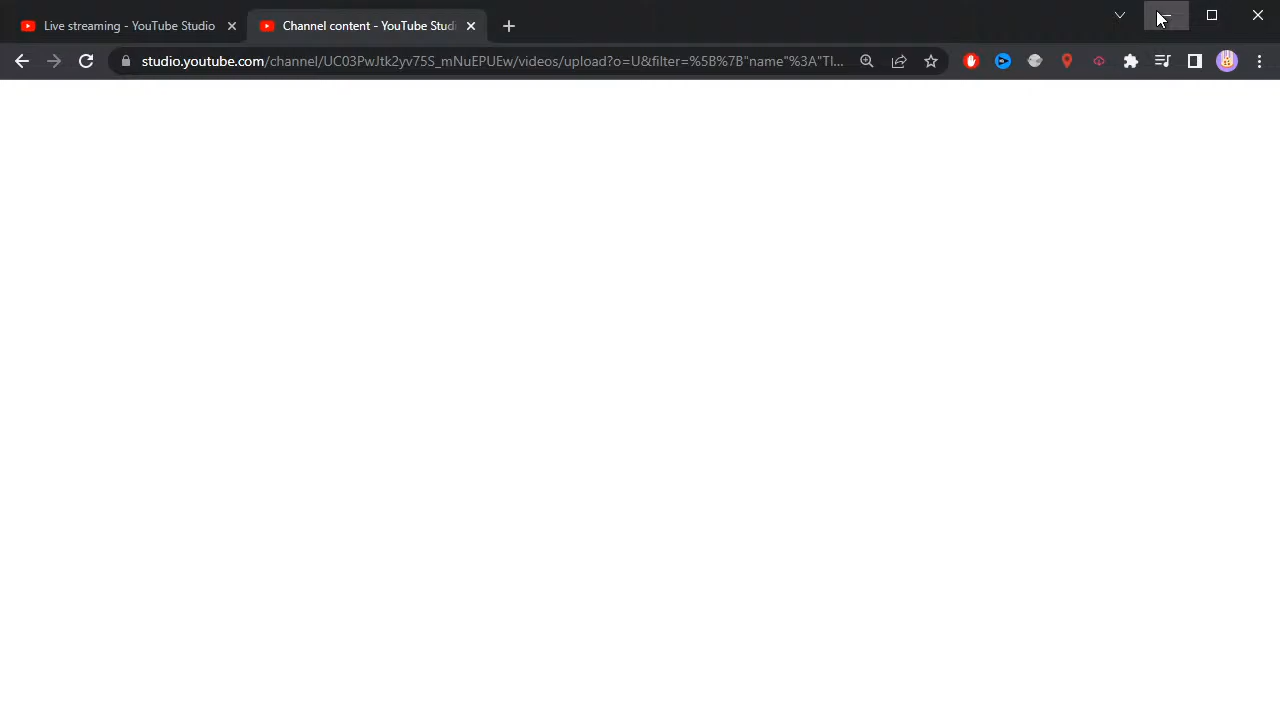 Live streaming - YouTube Studio
Channel content - YouTube Studi
studio.youtube.com/channel/UC03PwJtk2yv75S_mNuEPUEw/videos/upload?o=U&filter=%5B%7B"name"%3A"Tl...